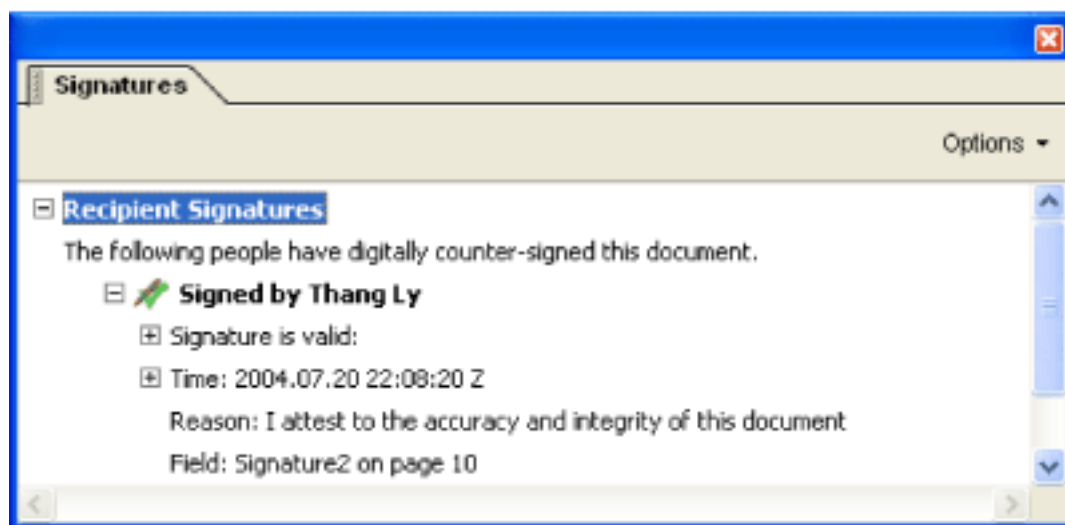 Signatures
Options
Recipient Signatures
The following people have digitally counter-signed this document.
Signed by Thang Ly
Signature is valid:
Time: 2004.07.20 22:08:20 Z
Reason: I attest to the accuracy and integrity of this document
Field: Signature2 on page 10